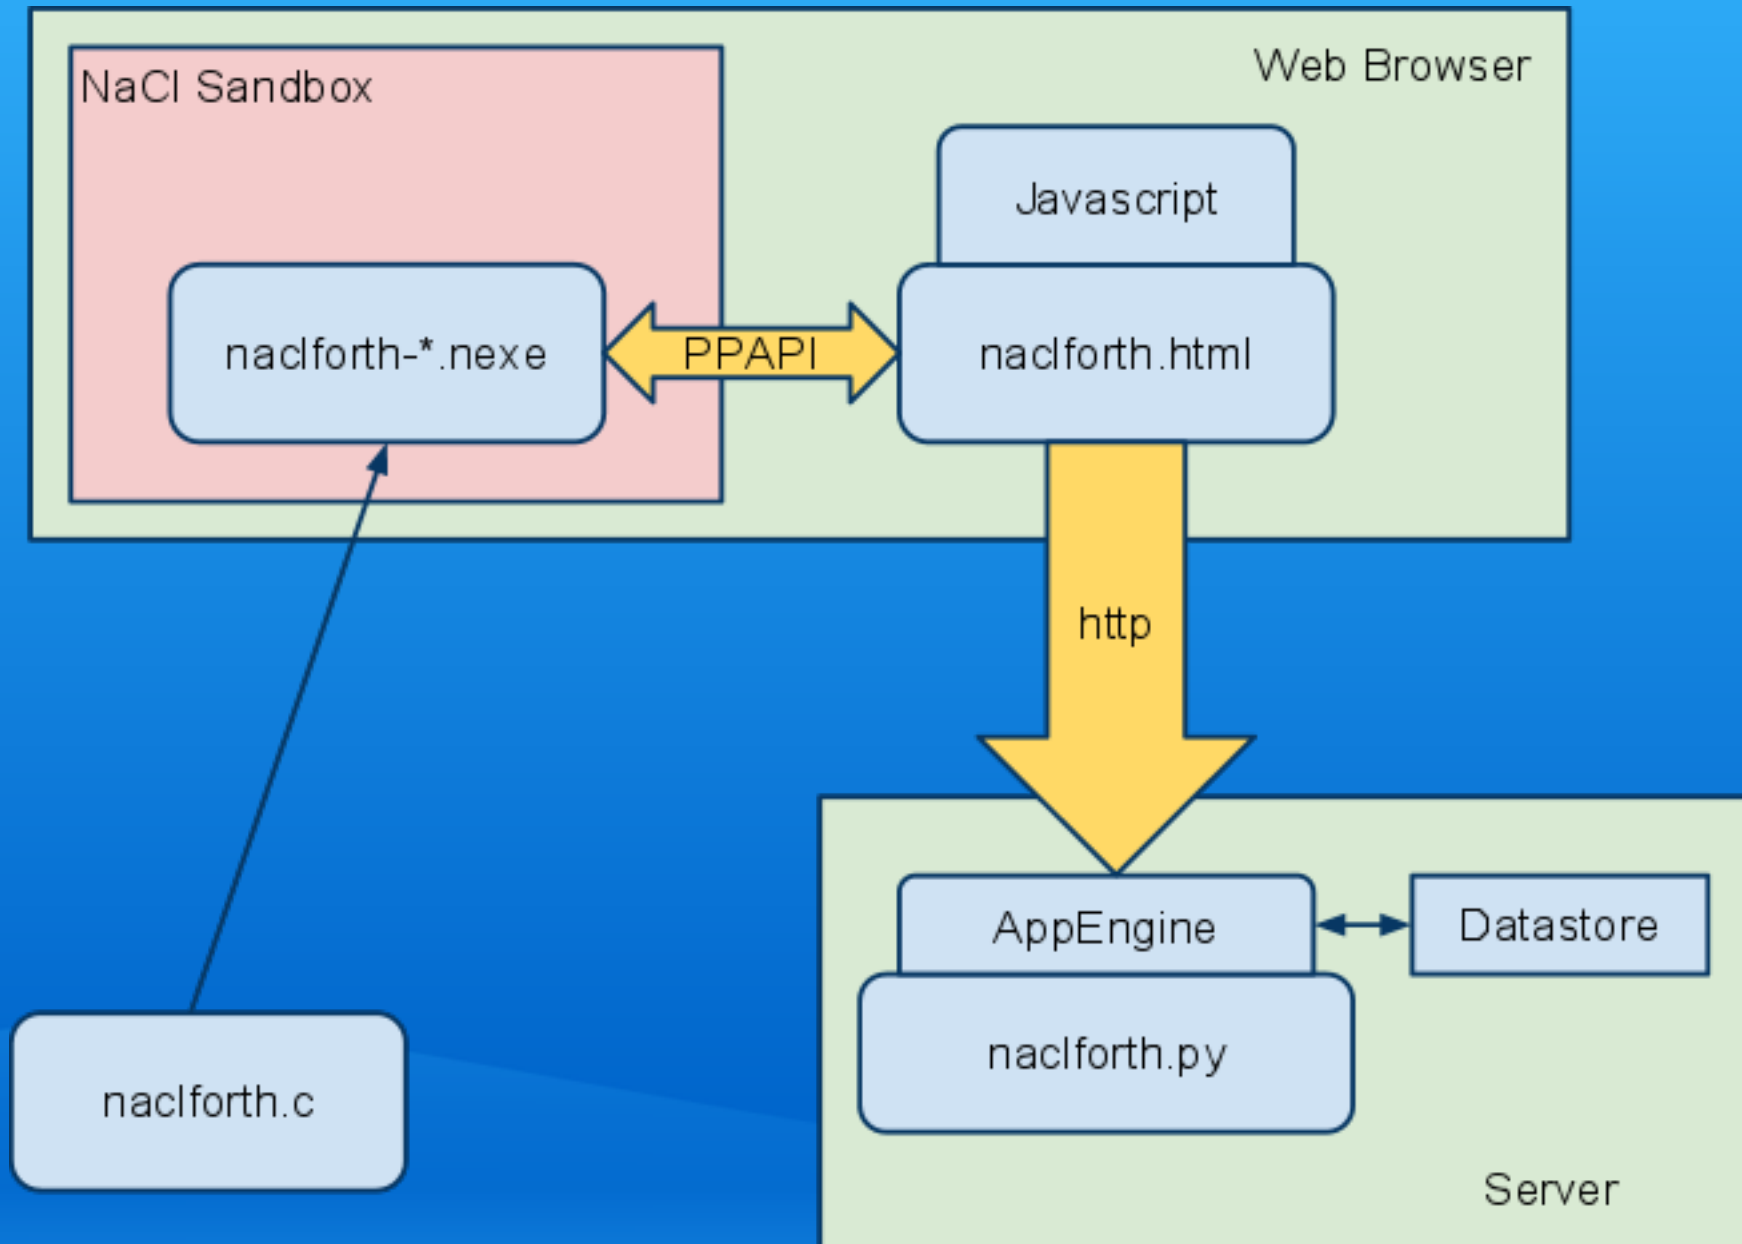 NaCl Sandbox
Web Browser
Javascript
naclforth-*.nexe
PPAPI
naclforth.html
http
AppEngine
Datastore
naclforth.py
naclforth.c
Server